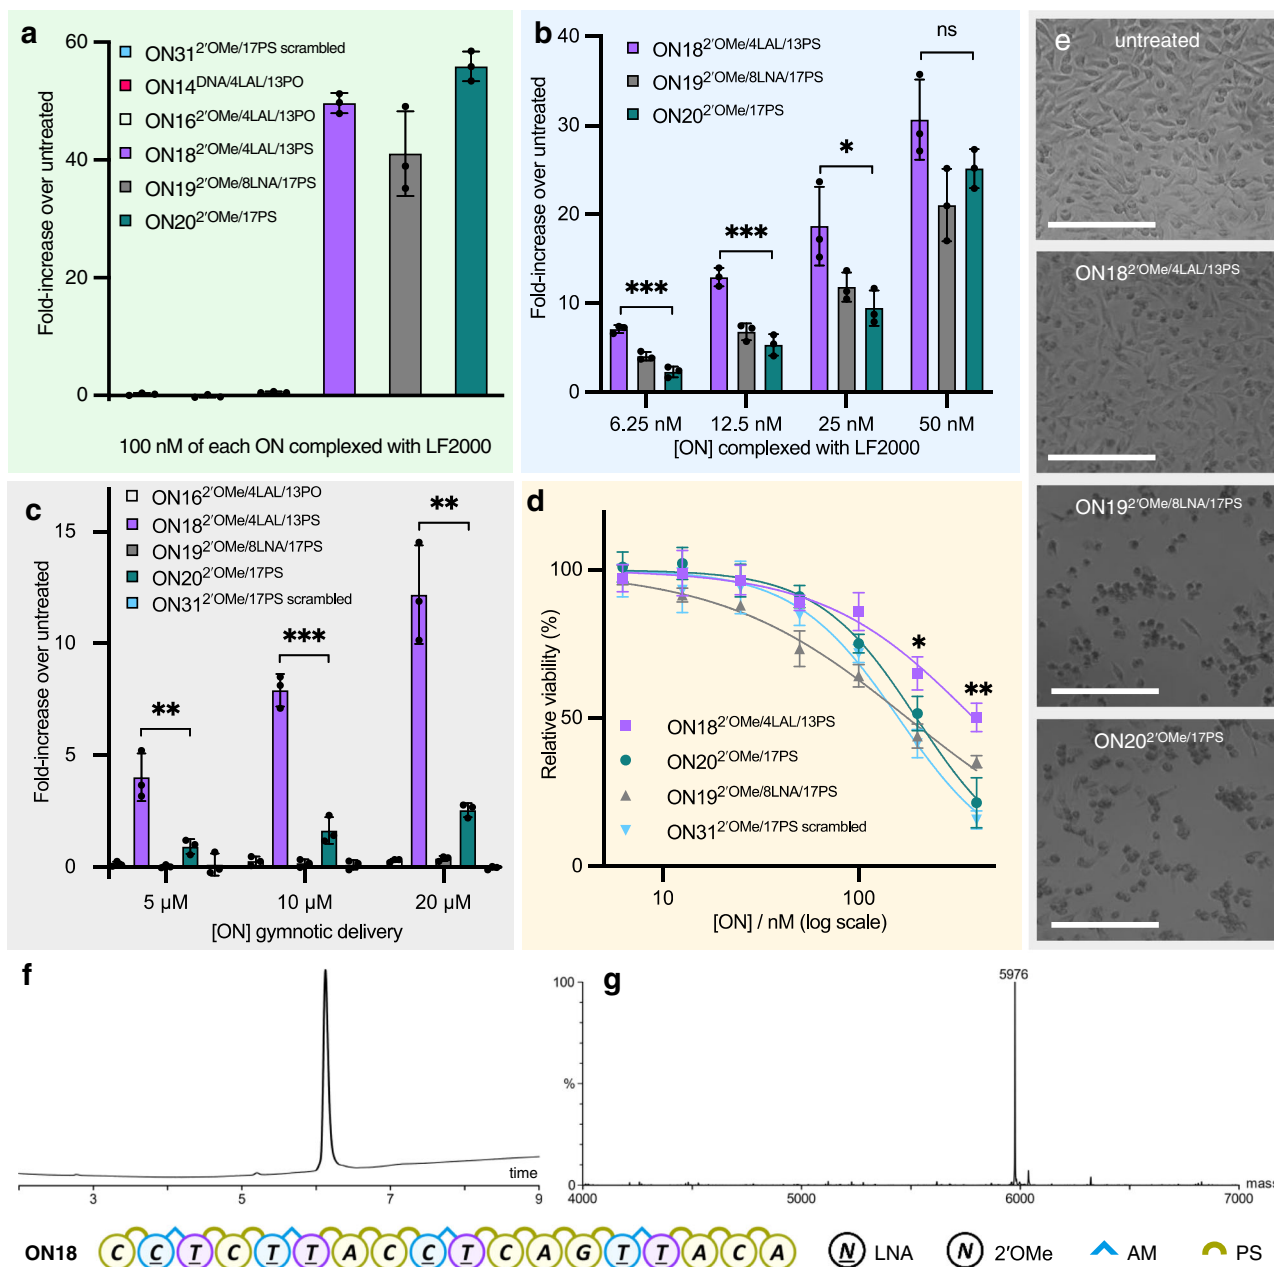 a
60
40
20
0
Fold-increase over untreated
ON31 2′OMe/17PS scrambled
ON14 DNA/4LAL/13PO
ON16 2′OMe/4LAL/13PO
ON18 2′OMe/4LAL/13PS
ON19 2′OMe/8LNA/17PS
ON20 2′OMe/17PS
100 nM of each ON complexed with LF2000
b
40
30
20
10
0
Fold-increase over untreated
ON18 2′OMe/4LAL/13PS
ON19 2′OMe/8LNA/17PS
ON20 2′OMe/17PS
***
***
*
ns
6.25 nM 12.5 nM 25 nM 50 nM
[ON] complexed with LF2000
e
untreated
ON18 2′OMe/4LAL/13PS
ON19 2′OMe/8LNA/17PS
ON20 2′OMe/17PS
c
15
10
5
0
Fold-increase over untreated
ON16 2′OMe/4LAL/13PO
ON18 2′OMe/4LAL/13PS
ON19 2′OMe/8LNA/17PS
ON20 2′OMe/17PS
ON31 2′OMe/17PS scrambled
**
***
**
5 µM 10 µM 20 µM
[ON] gymnotic delivery
d
100
50
0
Relative viability (%)
*
**
ON18 2′OMe/4LAL/13PS
ON20 2′OMe/17PS
ON19 2′OMe/8LNA/17PS
ON31 2′OMe/17PS scrambled
10 100
[ON] / nM (log scale)
f
time
3 5 7 9
g
5976
100
%
0
mass
4000 5000 6000 7000
ON18 C C T C T T A C C T C A G T T A C A N LNA N 2′OMe AM PS